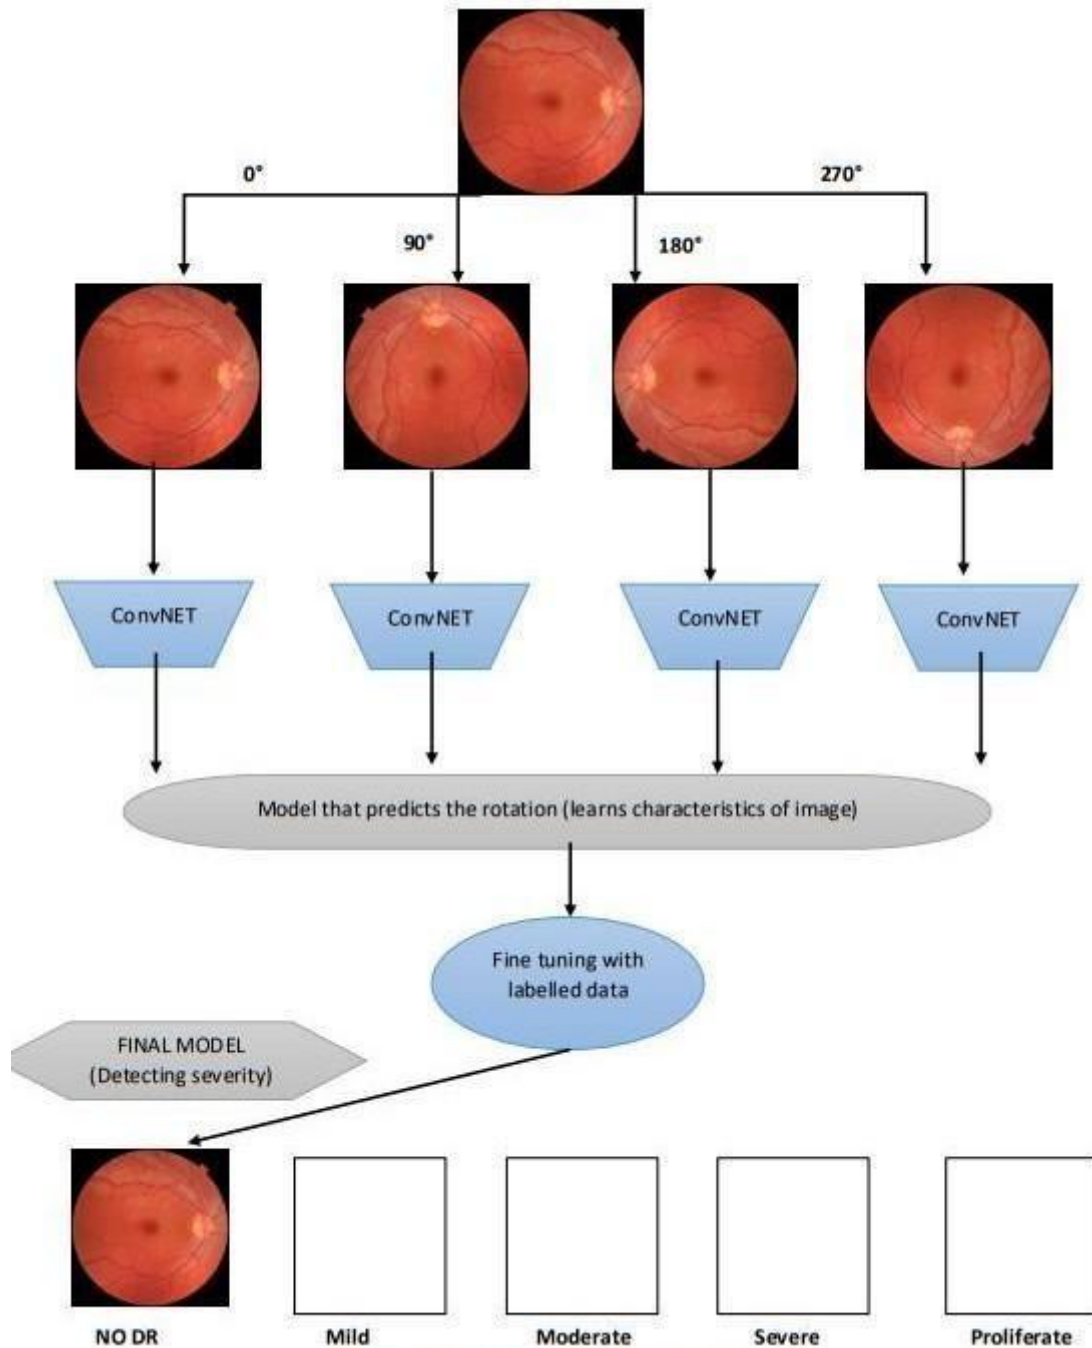 0°
270°
90°
180°
ConvNET
ConvNET
ConvNET
ConvNET
Model that predicts the rotation (learns characteristics of image)
Fine tuning with
labelled data
FINAL MODEL
(Detecting severity)
NO DR
Mild
Moderate
Severe
Proliferate